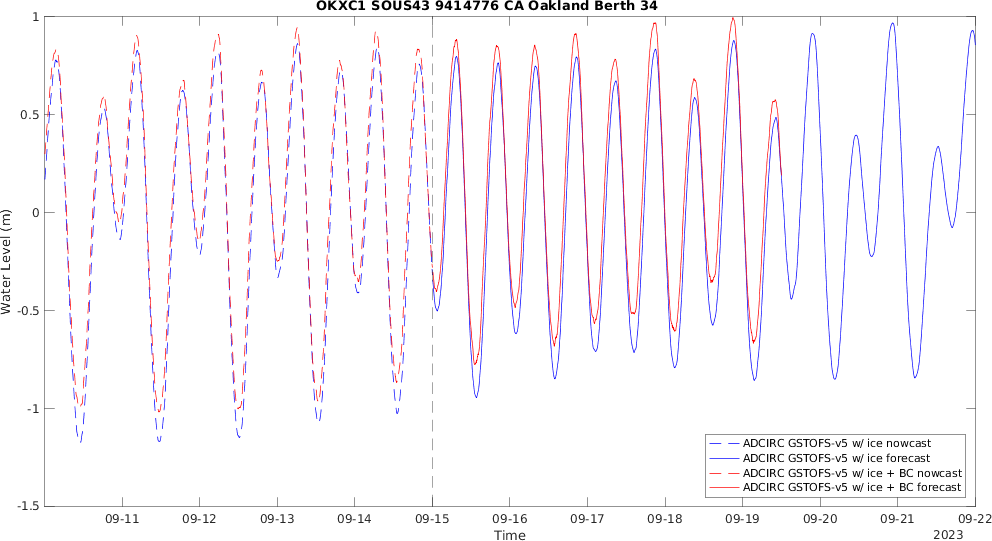 OKXC1 SOUS43 9414776 CA Oakland Berth 34
1
0.5
0
-0.5
-1
-1.5
Water Level (m)
ADCIRC GSTOFS-v5 w/ ice nowcast
ADCIRC GSTOFS-v5 w/ ice forecast
ADCIRC GSTOFS-v5 w/ ice + BC nowcast
ADCIRC GSTOFS-v5 w/ ice + BC forecast
09-11 09-12 09-13 09-14 09-15 09-16 09-17 09-18 09-19 09-20 09-21 09-22
Time
2023